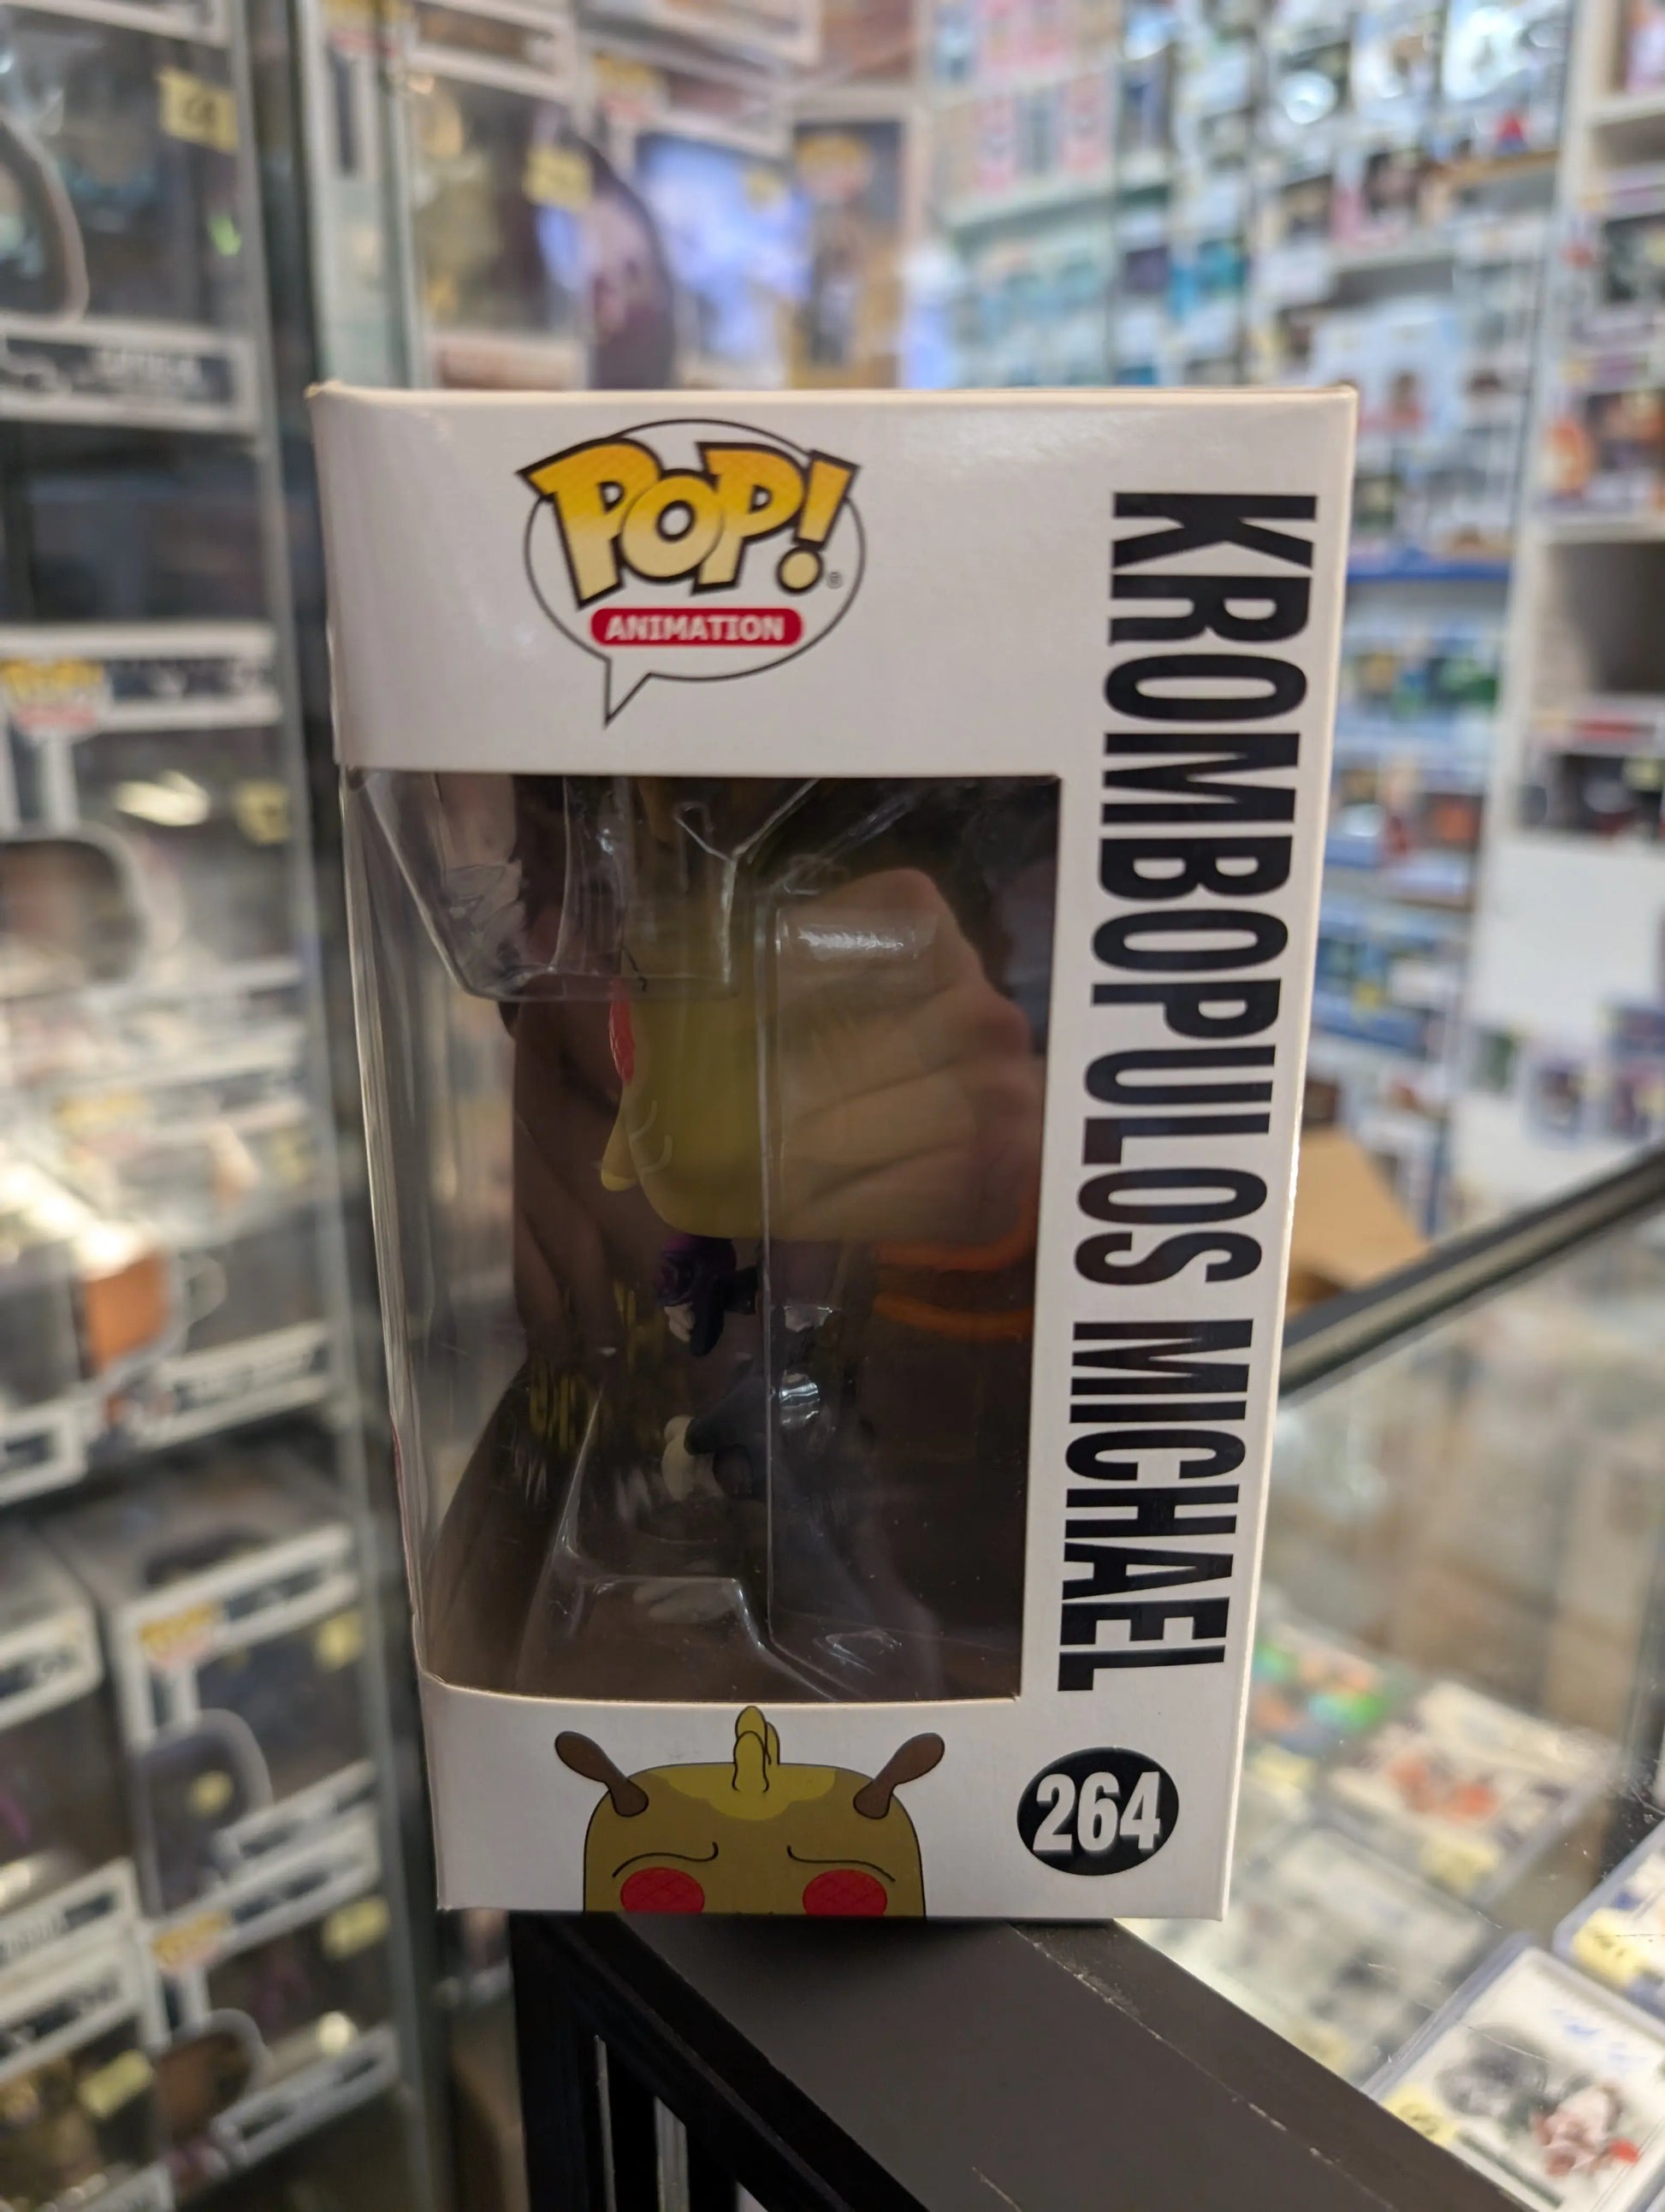 POP!
ANIMATION
KROMBOPULOS MICHAEL
264